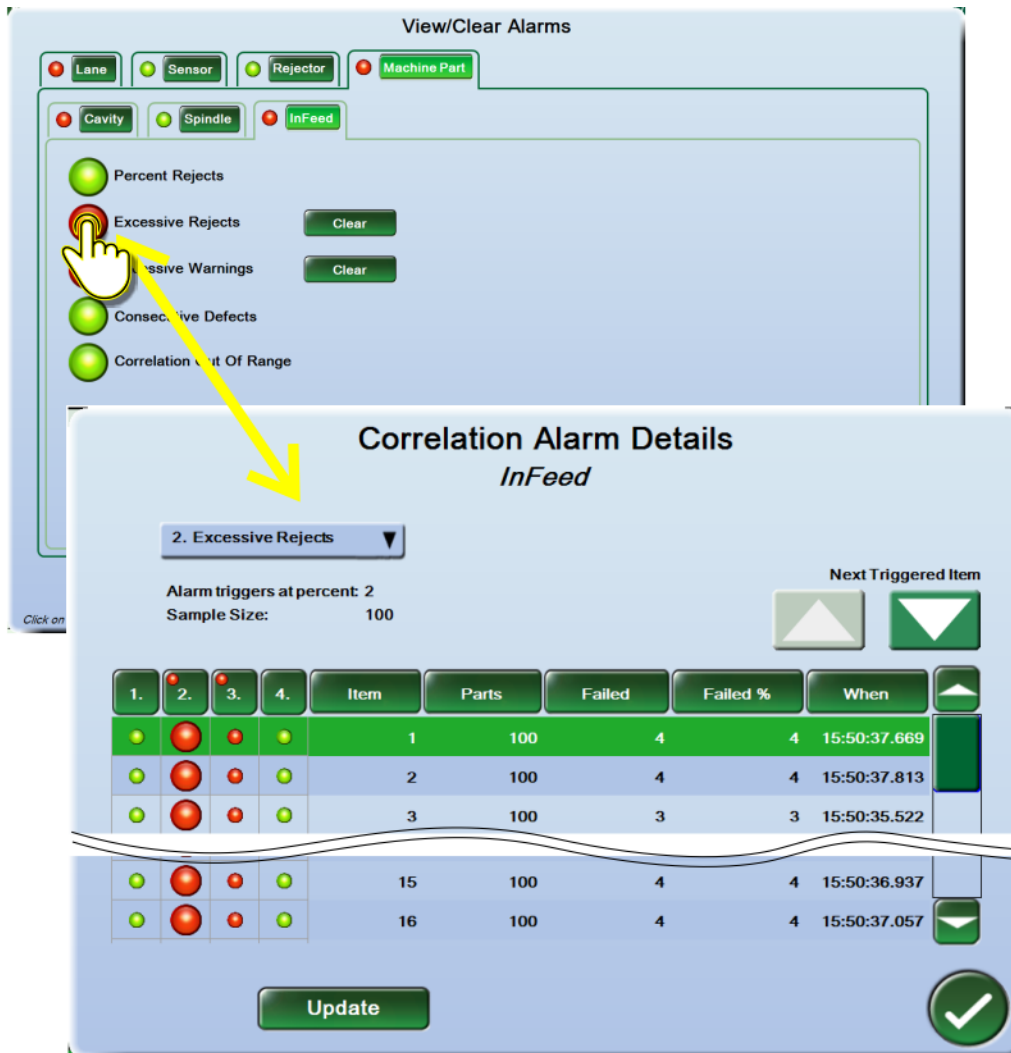 View/Clear Alarms
Lane Sensor Rejector Machine Part
Cavity Spindle InFeed
Percent Rejects
Excessive Rejects Clear
Warnings Clear
Defects
Correlation Of Range
Click on
Correlation Alarm Details
InFeed
2. Excessive Rejects
Alarm triggers at percent: 2
Sample Size: 100
Next Triggered Item
1. 2. 3. 4. Item Parts Failed Failed % When
1 100 4 4 15:50:37.669
2 100 4 4 15:50:37.813
3 100 3 3 15:50:35.522
15 100 4 4 15:50:36.937
16 100 4 4 15:50:37.057
Update